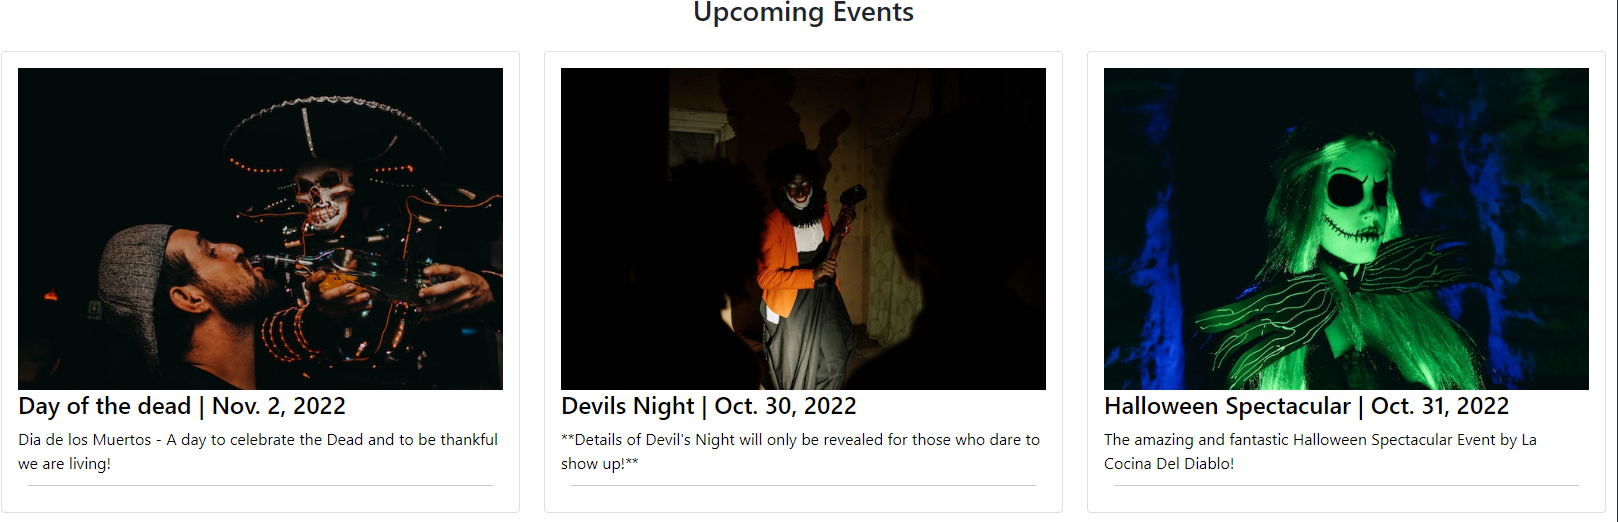 Upcoming Events
Day of the dead | Nov. 2, 2022
Dia de los Muertos - A day to celebrate the Dead and to be thankful
we are living!
Devils Night | Oct. 30, 2022
**Details of Devil's Night will only be revealed for those who dare to
show up!**
Halloween Spectacular | Oct. 31, 2022
The amazing and fantastic Halloween Spectacular Event by La
Cocina Del Diablo!